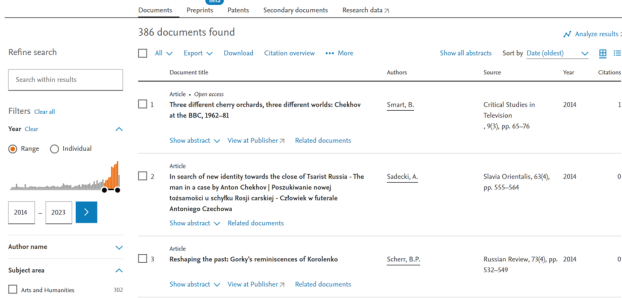 beta
Documents Preprints Patents Secondary documents Research data
386 documents found
Analyze results
Refine search
All Export Download Citation overview More
Show all abstracts Sort by Date (oldest)
Search within results
Document title Authors Source Year Citations
Filters Clear all
Year Clear
Range Individual
2014 – 2023
Author name
Subject area
Arts and Humanities 302
Article • Open access
1 Three different cherry orchards, three different worlds: Chekhov Smart, B. Critical Studies in 2014 1
at the BBC, 1962–81 Television
, 9(3), pp. 65–76
Show abstract View at Publisher Related documents
Article
2 In search of new identity towards the close of Tsarist Russia - The Sadecki, A. Slavia Orientalis, 63(4), 2014 0
man in a case by Anton Chekhov | Poszukiwanie nowej pp. 555–564
tożsamości u schyłku Rosji carskiej - Człowiek w futerale
Antoniego Czechowa
Show abstract Related documents
Article
3 Reshaping the past: Gorky's reminiscences of Korolenko Scherr, B.P. Russian Review, 73(4), pp. 2014 0
532–549
Show abstract View at Publisher Related documents